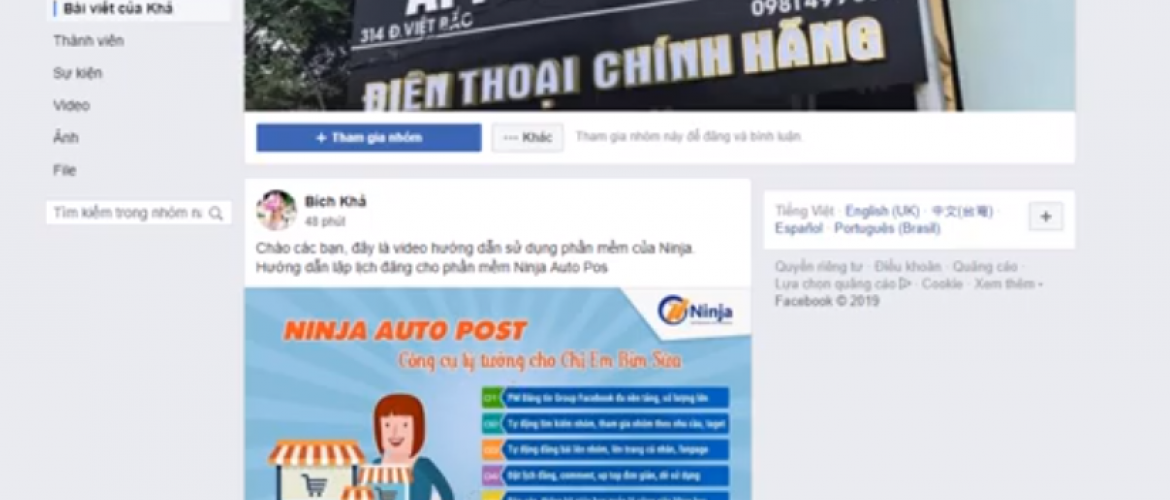 Bài viết của Khả
Thành viên
Sự kiện
Video
Ảnh
File
Tìm kiếm trong nhóm n
314 Đ.VIỆT BẮC
ĐIỆN THOẠI CHÍNH HÃNG
+ Tham gia nhóm
··· Khác
Tham gia nhóm này để đăng và bình luận.
Bích Khả
48 phút
Chào các bạn, đây là video hướng dẫn sử dụng phần mềm của Ninja.
Hướng dẫn lập lịch đăng cho phần mềm Ninja Auto Pos
Ninja
NINJA AUTO POST
Công cụ lý tưởng cho Chị Em Bỉm Sữa
PM Đăng tin Group Facebook đa nền tảng, số lượng lớn
Tự động tìm kiếm nhóm, tham gia nhóm theo nhu cầu, taget
Tự động đăng bài lên nhóm, lên trang cá nhân, fanpage
Đặt lịch đăng, comment, up top đơn giản, dễ sử dụng
Tiếng Việt · English (UK) · 中文(台灣) ·
Español · Português (Brasil)
+
Quyền riêng tư · Điều khoản · Quảng cáo ·
Lựa chọn quảng cáo · Cookie · Xem thêm
Facebook © 2019